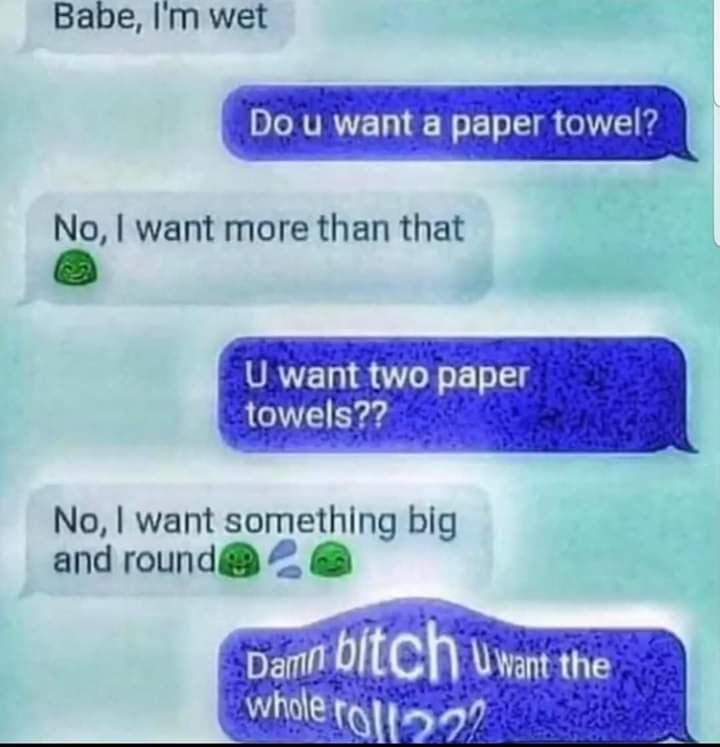 Babe, I'm wet
Do u want a paper towel?
No, I want more than that
U want two paper
towels??
No, I want something big
and round
Damn bitch U want the
whole roll???